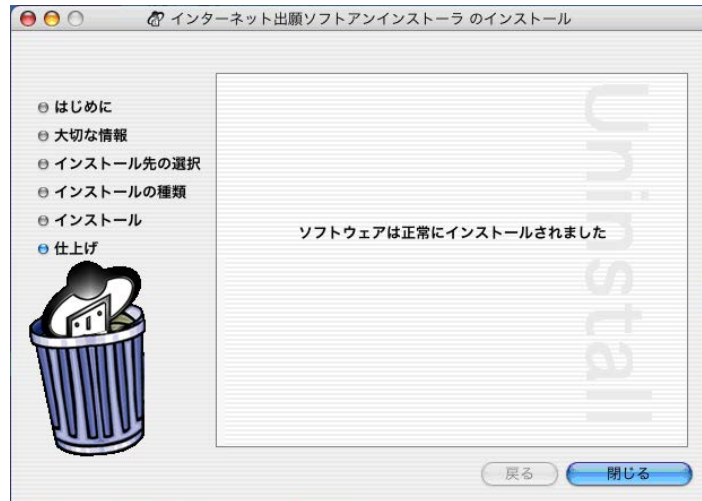 インターネット出願ソフトアンインストーラ のインストール
はじめに
大切な情報
インストール先の選択
インストールの種類
インストール
仕上げ
ソフトウェアは正常にインストールされました
Uninstall
戻る
閉じる